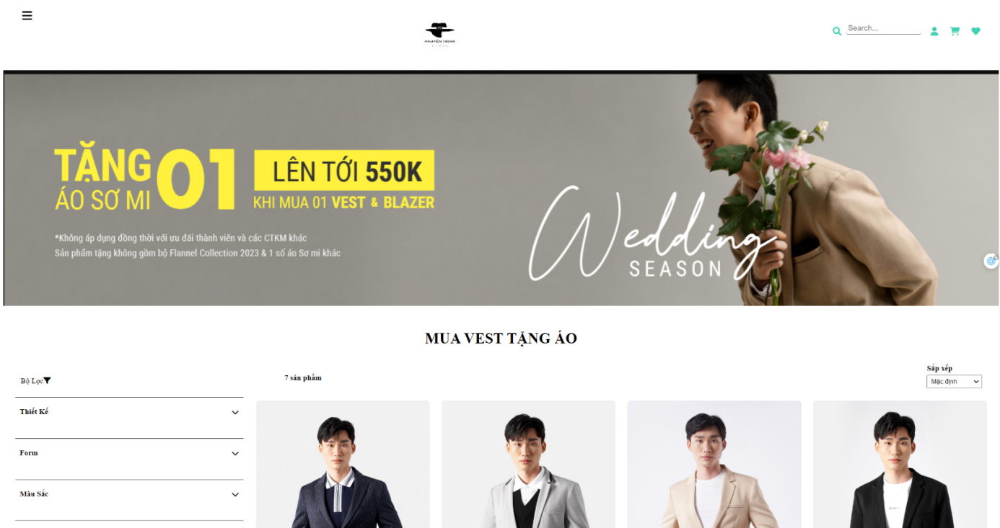 NGUYÊN THỊNH
STORE
Search...
TẶNG 01
ÁO SƠ MI
LÊN TỚI 550K
KHI MUA 01 VEST & BLAZER
*Không áp dụng đồng thời với ưu đãi thành viên và các CTKM khác
Sản phẩm tặng không gồm bộ Flannel Collection 2023 & 1 số áo Sơ mi khác
Wedding
SEASON
MUA VEST TẶNG ÁO
Bộ Lọc
7 sản phẩm
Sắp xếp
Mặc định
Thiết Kế
Form
Màu Sắc